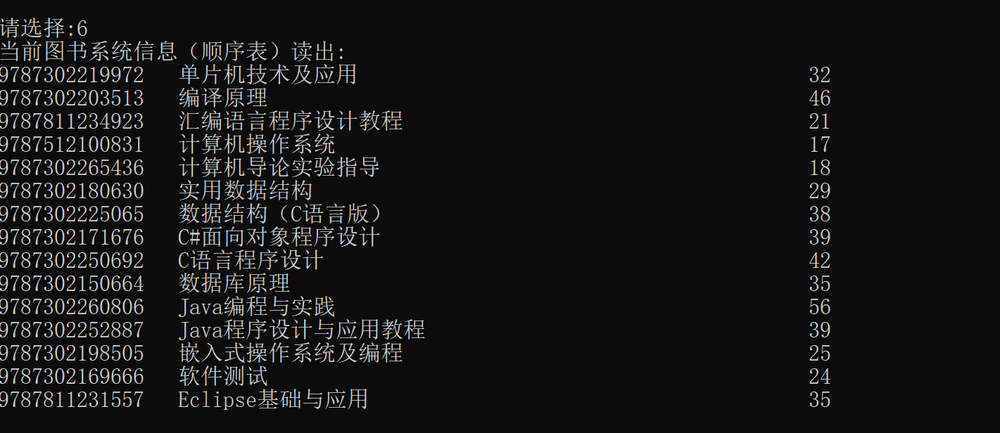 请选择:6
当前图书系统信息（顺序表）读出:
9787302219972 单片机技术及应用 32
9787302203513 编译原理 46
9787811234923 汇编语言程序设计教程 21
9787512100831 计算机操作系统 17
9787302265436 计算机导论实验指导 18
9787302180630 实用数据结构 29
9787302225065 数据结构（C语言版） 38
9787302171676 C#面向对象程序设计 39
9787302250692 C语言程序设计 42
9787302150664 数据库原理 35
9787302260806 Java编程与实践 56
9787302252887 Java程序设计与应用教程 39
9787302198505 嵌入式操作系统及编程 25
9787302169666 软件测试 24
9787811231557 Eclipse基础与应用 35